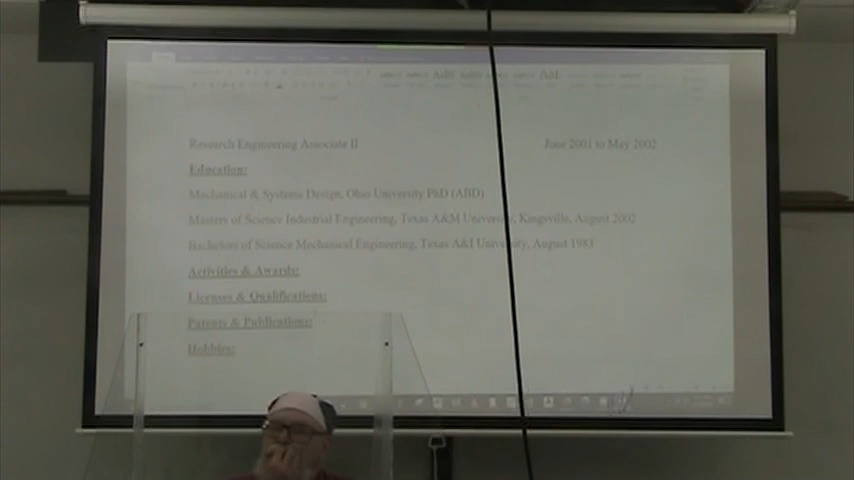 Research Engineering Associate II June 2001 to May 2002
Education:
Mechanical & Systems Design, Ohio University PhD (ABD)
Masters of Science Industrial Engineering, Texas A&M University, Kingsville, August 2002
Bachelors of Science Mechanical Engineering, Texas A&I University, August 1983
Activities & Awards:
Licenses & Qualifications:
Patents & Publications:
Hobbies: